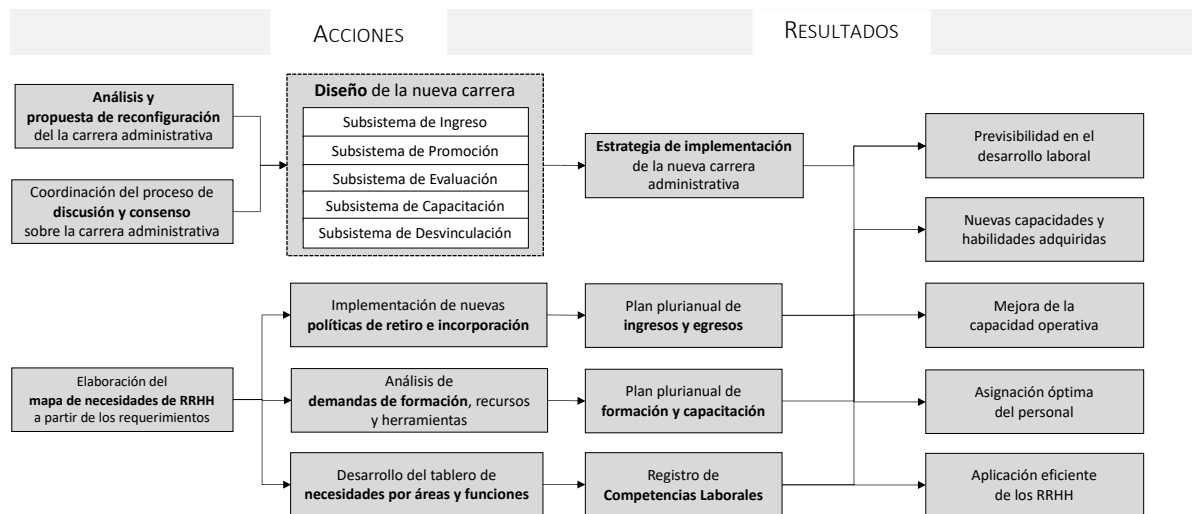 ACCIONES
RESULTADOS
Análisis y
propuesta de reconfiguración
del la carrera administrativa
Coordinación del proceso de
discusión y consenso
sobre la carrera administrativa
Diseño de la nueva carrera
Subsistema de Ingreso
Subsistema de Promoción
Subsistema de Evaluación
Subsistema de Capacitación
Subsistema de Desvinculación
Estrategia de implementación
de la nueva carrera
administrativa
Previsibilidad en el
desarrollo laboral
Nuevas capacidades y
habilidades adquiridas
Elaboración del
mapa de necesidades de RRHH
a partir de los requerimientos
Implementación de nuevas
políticas de retiro e incorporación
Plan plurianual de
ingresos y egresos
Mejora de la
capacidad operativa
Análisis de
demandas de formación, recursos
y herramientas
Plan plurianual de
formación y capacitación
Asignación óptima
del personal
Desarrollo del tablero de
necesidades por áreas y funciones
Registro de
Competencias Laborales
Aplicación eficiente
de los RRHH